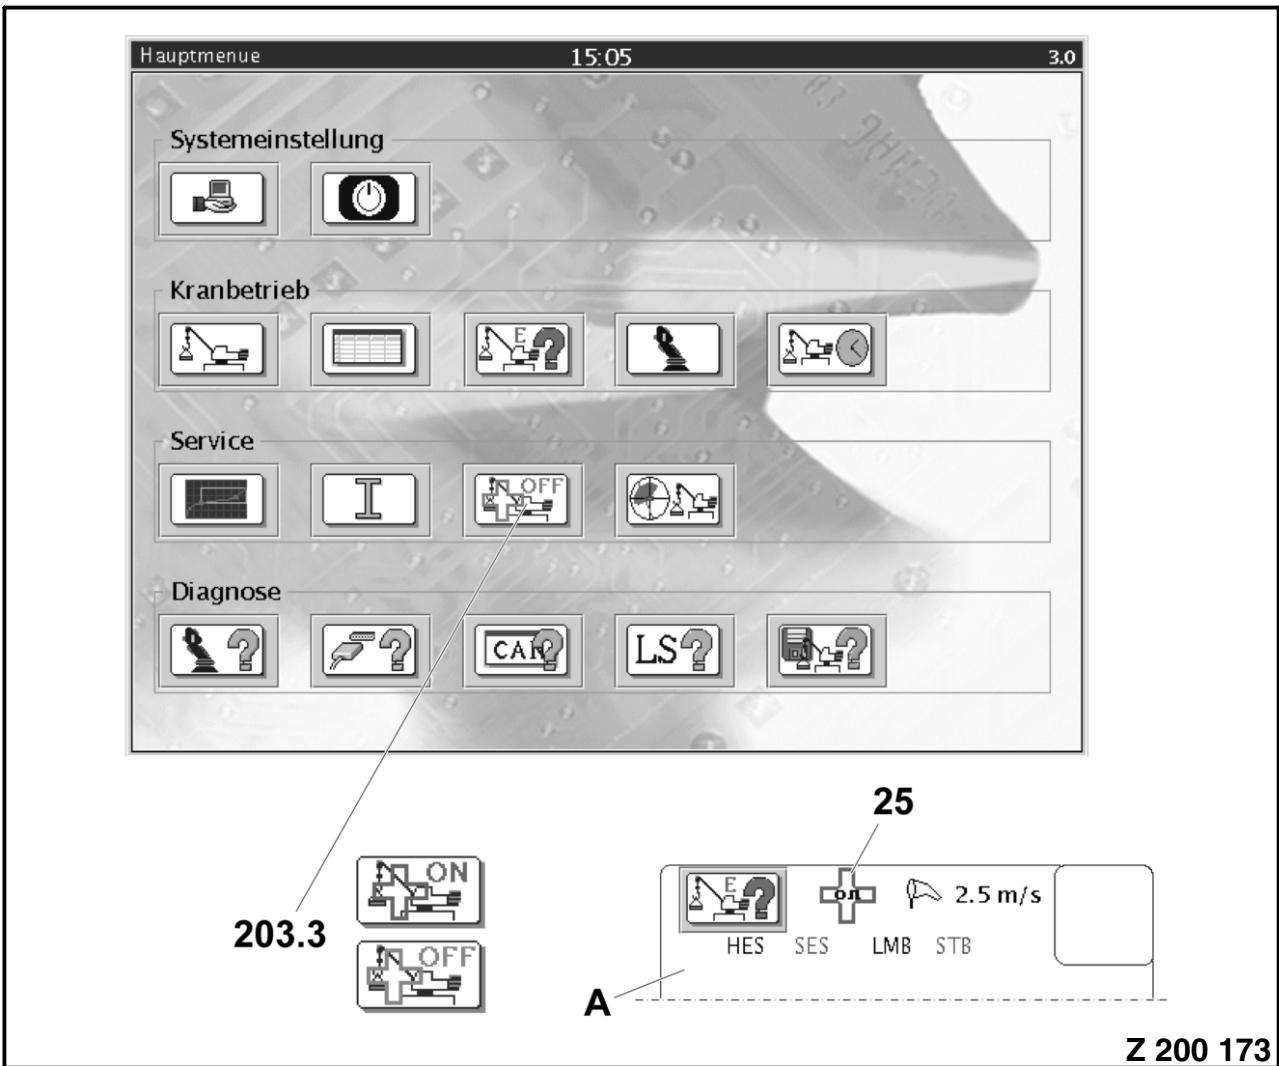 Hauptmenue 15:05 3.0
Systemeinstellung
Kranbetrieb
E
Service
OFF
Diagnose
CAN
LS
203.3
ON
OFF
25
E
on
2.5 m/s
HES SES LMB STB
A
Z 200 173